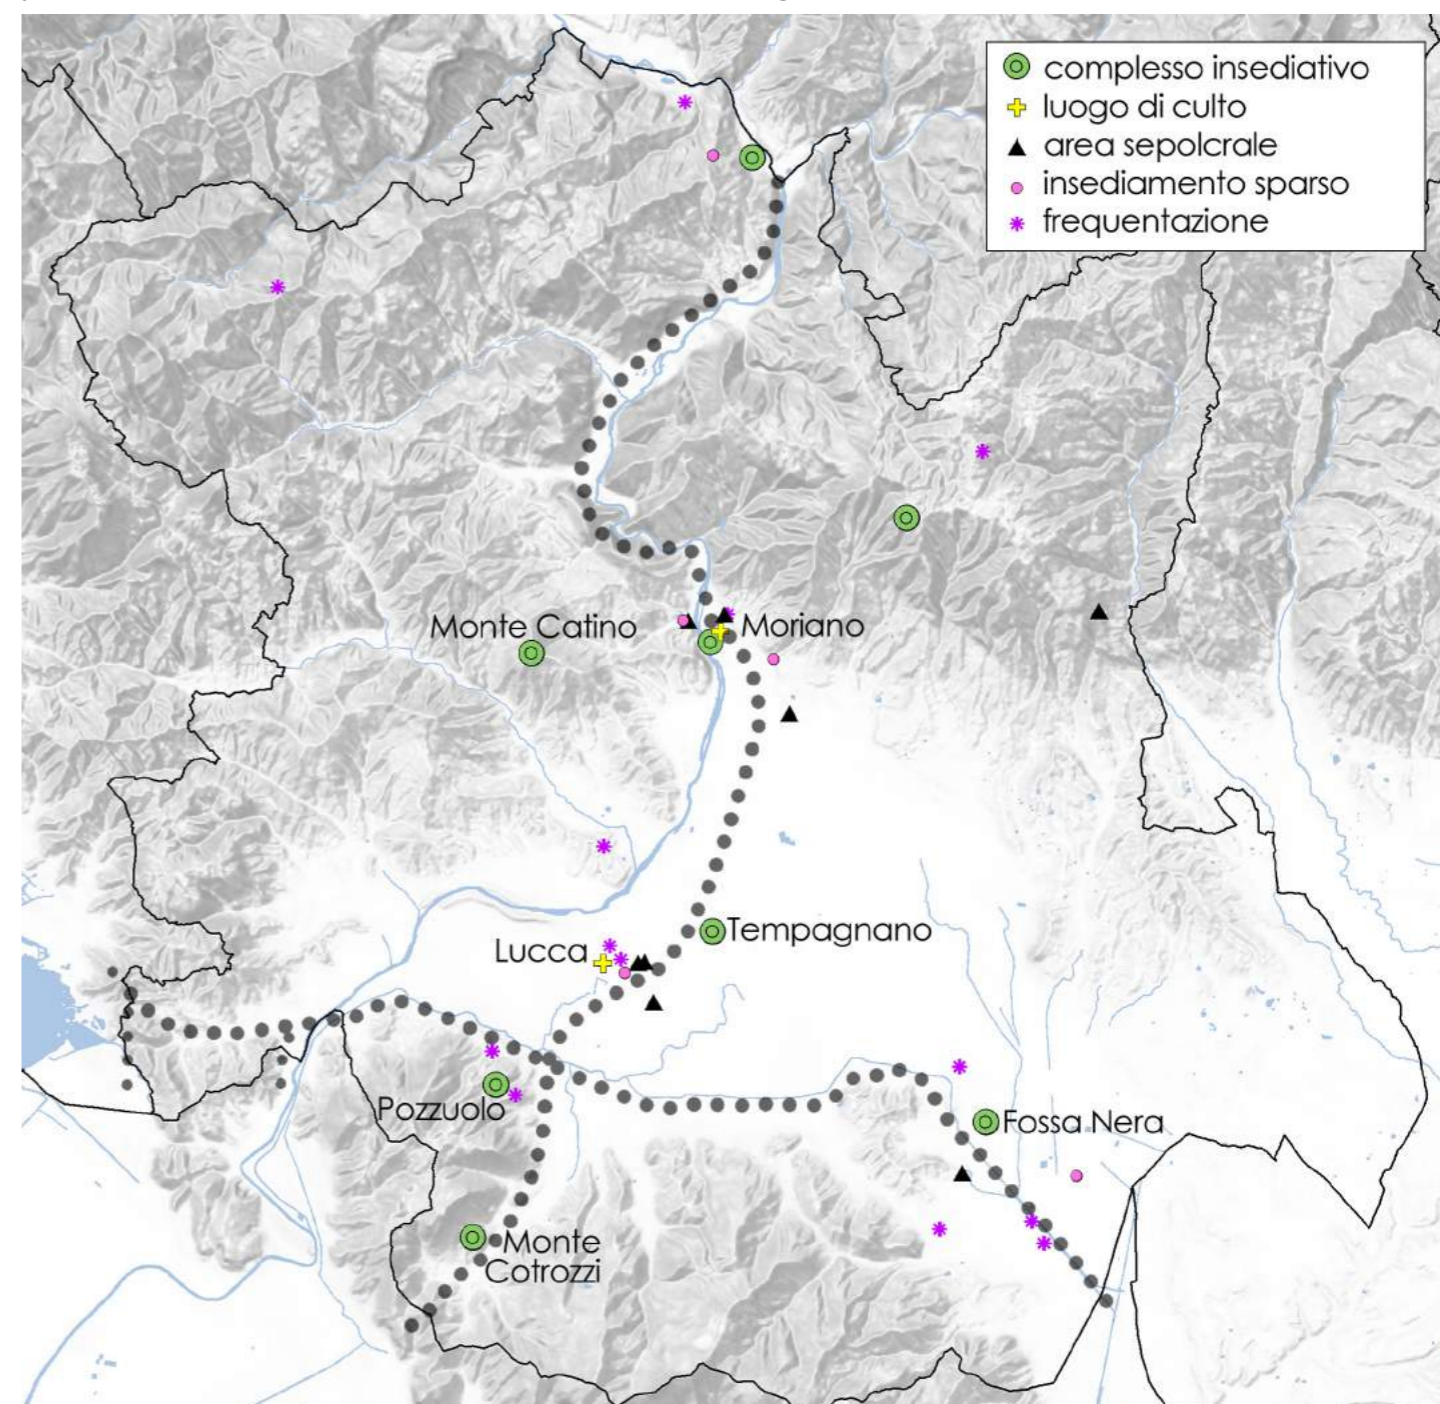 complesso insediativo
luogo di culto
area sepolcrale
insediamento sparso
frequentazione
Monte Catino
Moriano
Lucca
Tempagnano
Pozzuolo
Fossa Nera
Monte
Cotrozzi